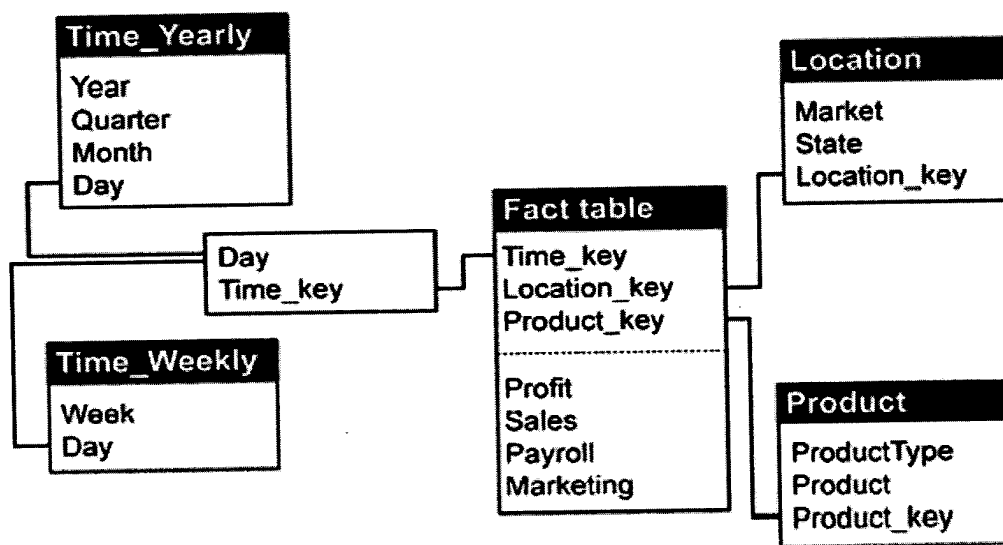 Time_Yearly
Year
Quarter
Month
Day
Day
Time_key
Time_Weekly
Week
Day
Fact table
Time_key
Location_key
Product_key
Profit
Sales
Payroll
Marketing
Location
Market
State
Location_key
Product
ProductType
Product
Product_key